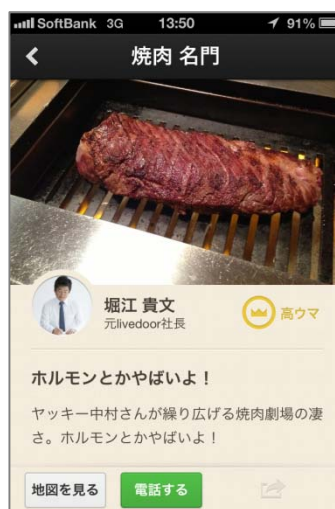 SoftBank 3G 13:50 91%
焼肉 名門
堀江 貴文
元livedoor社長
高ウマ
ホルモンとかやばいよ！
ヤッキー中村さんが繰り広げる焼肉劇場の凄
さ。ホルモンとかやばいよ！
地図を見る 電話する